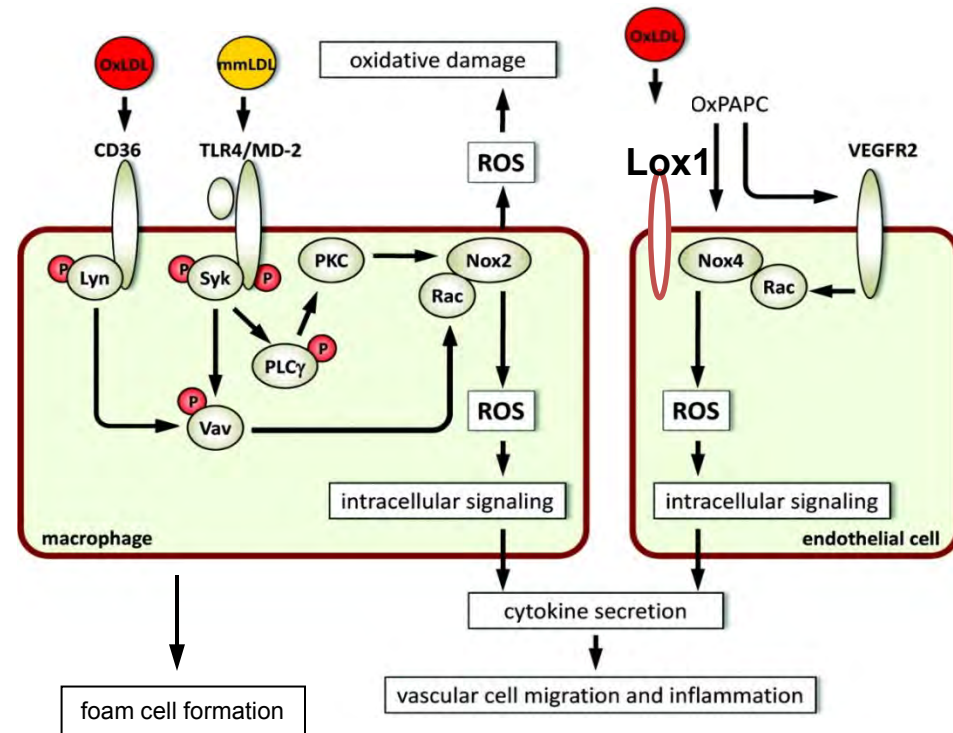 OxLDL
mmLDL
CD36
TLR4/MD-2
oxidative damage
ROS
P
Lyn
P
Syk
P
PKC
Nox2
Rac
PLCγ
P
P
Vav
ROS
intracellular signaling
macrophage
foam cell formation
OxLDL
OxPAPC
Lox1
VEGFR2
Nox4
Rac
ROS
intracellular signaling
endothelial cell
cytokine secretion
vascular cell migration and inflammation